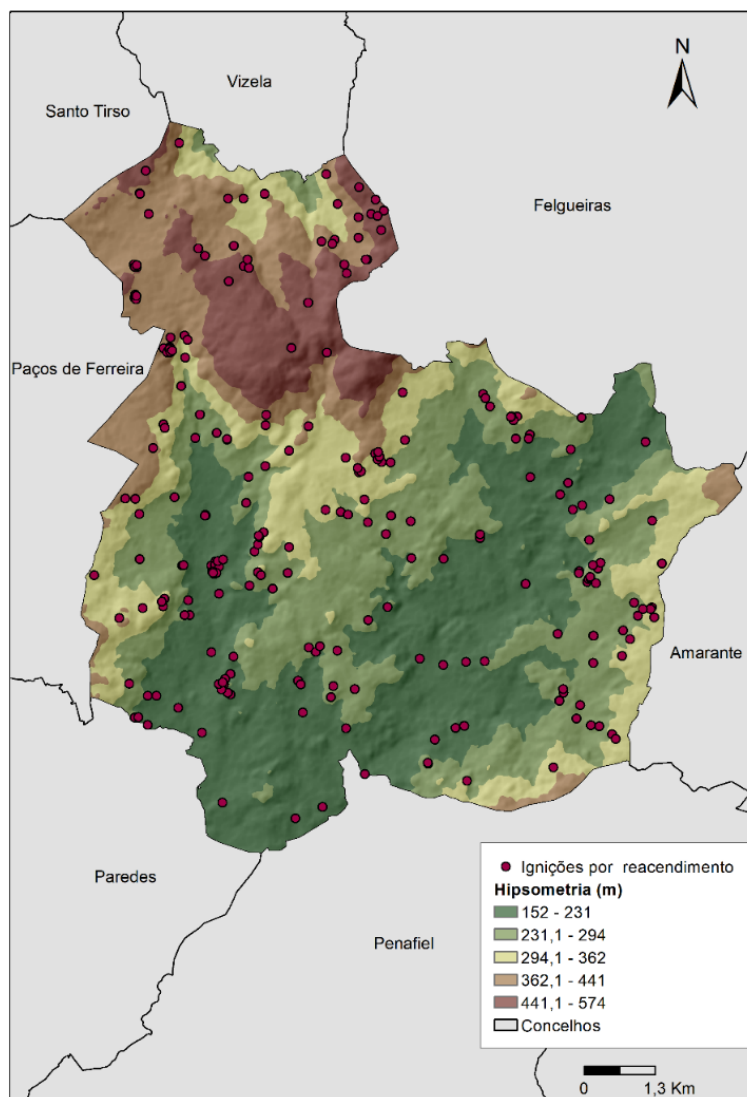 N
Vizela
Santo Tirso
Felgueiras
Paços de Ferreira
Amarante
Paredes
Penafiel
Ignições por reacendimento
Hipsometria (m)
152 - 231
231,1 - 294
294,1 - 362
362,1 - 441
441,1 - 574
Concelhos
0 1,3 Km